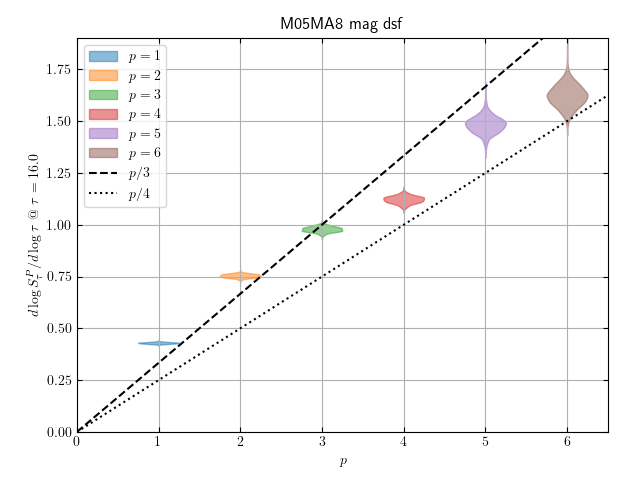 M05MA8 mag dsf
p = 1
p = 2
p = 3
p = 4
p = 5
p = 6
p/3
p/4
d log S_τ^P / d log τ @ τ = 16.0
1.75
1.50
1.25
1.00
0.75
0.50
0.25
0.00
0 1 2 3 4 5 6
p